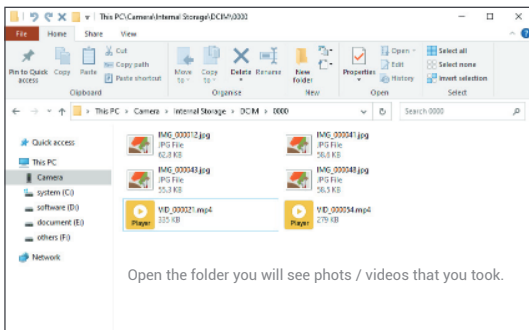 This PC\Camera\Internal Storage\DCIM\0000
File Home Share View
Pin to Quick access
Copy
Paste
Cut
Copy path
Paste shortcut
Move to
Copy to
Delete
Rename
New folder
Properties
Open
Edit
History
Select all
Select none
Invert selection
Clipboard Organise New Open Select
This PC > Camera > Internal Storage > DCIM > 0000
Search 0000
Quick access
This PC
Camera
system (C:)
software (D:)
document (E:)
others (F:)
Network
IMG_000012.jpg
JPG File
62.8 KB
IMG_000041.jpg
JPG File
56.6 KB
IMG_000043.jpg
JPG File
55.3 KB
IMG_000048.jpg
JPG File
56.5 KB
Player
VID_000021.mp4
335 KB
Player
VID_000054.mp4
279 KB
Open the folder you will see phots / videos that you took.